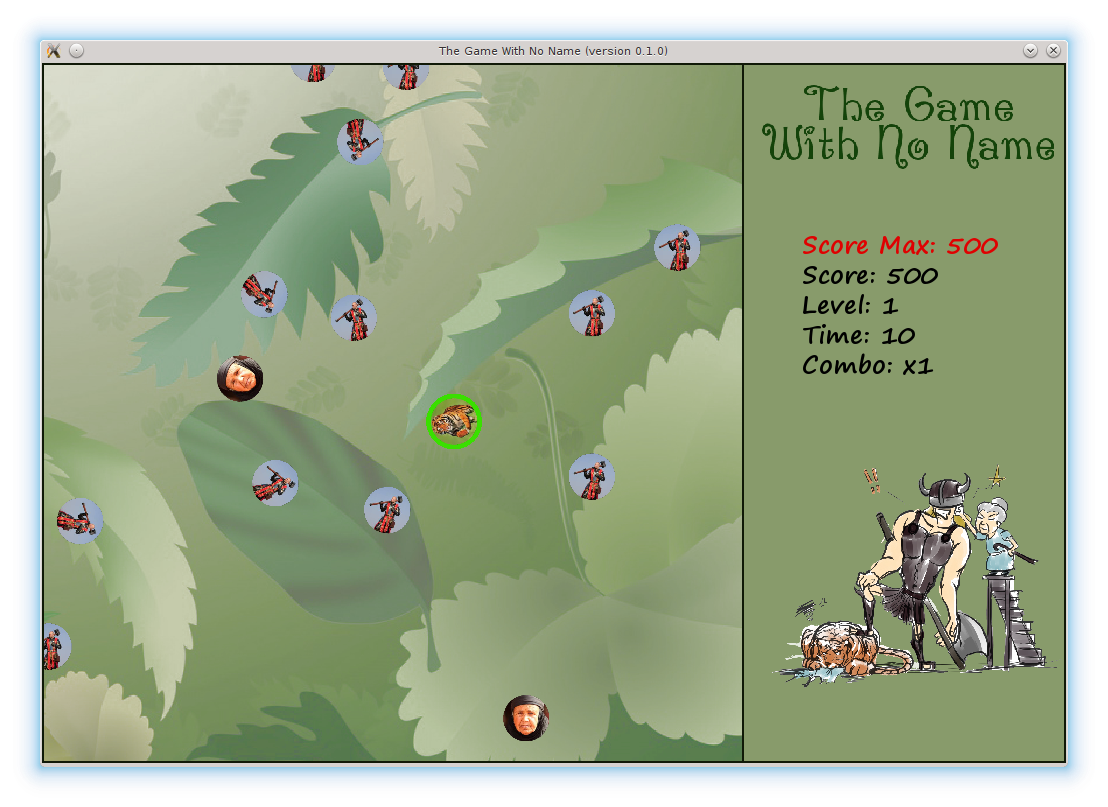 The Game With No Name (version 0.1.0)
The Game
With No Name
Score Max: 500
Score: 500
Level: 1
Time: 10
Combo: x1
!!